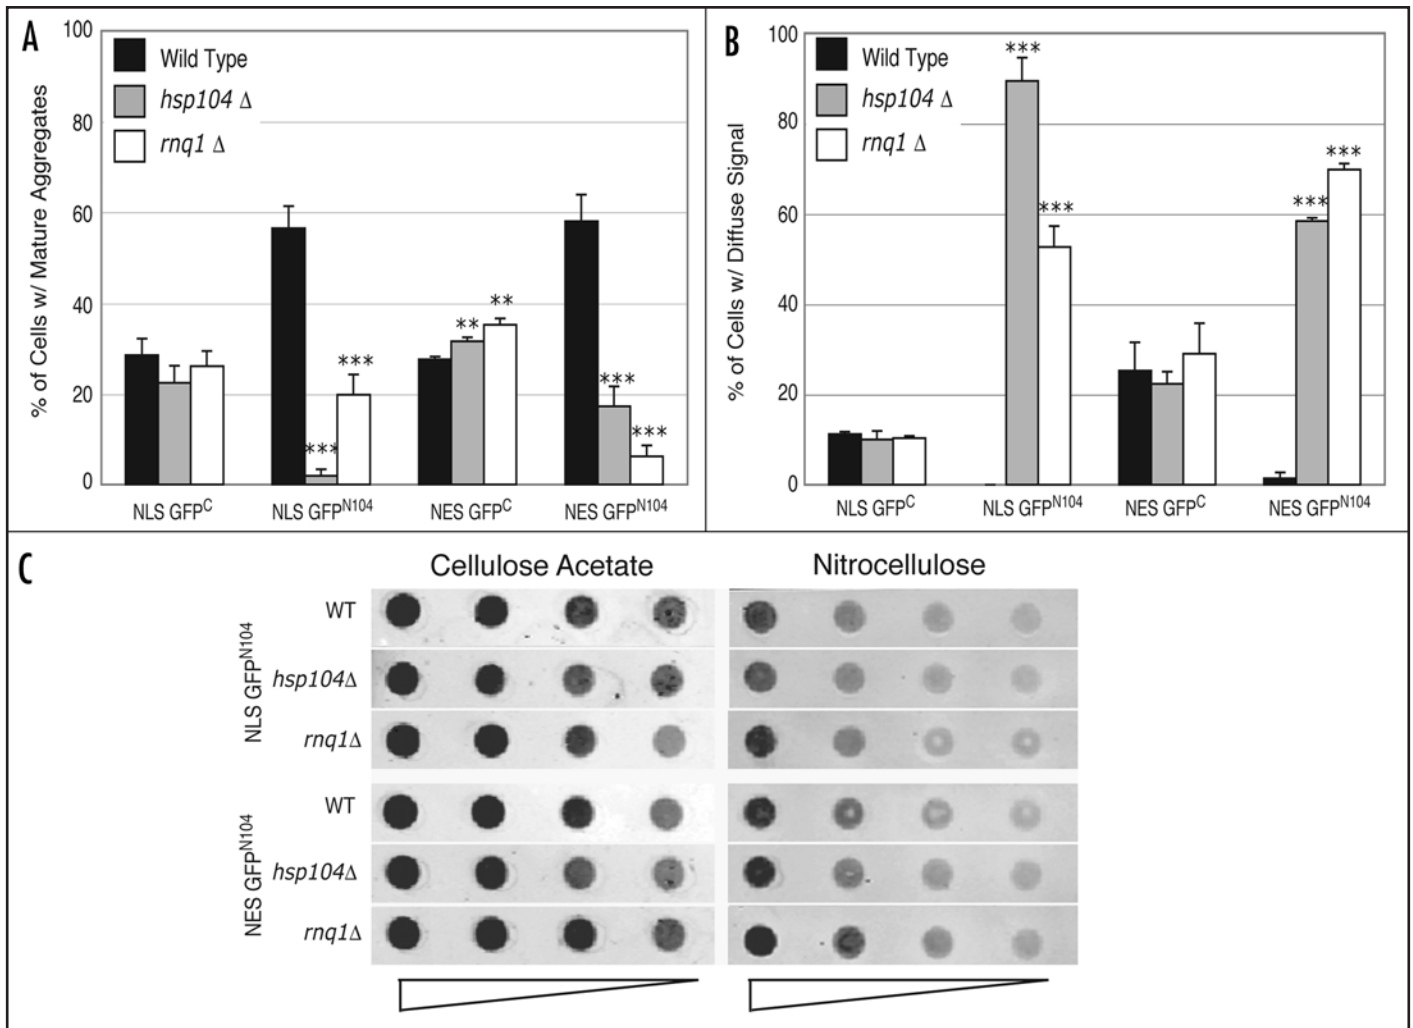 A
% of Cells w/ Mature Aggregates
100
80
60
40
20
0
Wild Type
hsp104 Δ
rnq1 Δ
***
***
**
**
***
***
NLS GFP^C
NLS GFP^N104
NES GFP^C
NES GFP^N104
B
% of Cells w/ Diffuse Signal
100
80
60
40
20
0
Wild Type
hsp104 Δ
rnq1 Δ
***
***
***
***
NLS GFP^C
NLS GFP^N104
NES GFP^C
NES GFP^N104
C
Cellulose Acetate
Nitrocellulose
NLS GFP^N104
WT
hsp104Δ
rnq1Δ
NES GFP^N104
WT
hsp104Δ
rnq1Δ